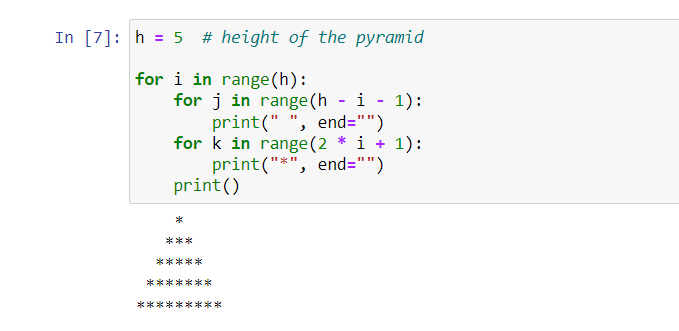 In [7]: h = 5  # height of the pyramid

for i in range(h):
    for j in range(h - i - 1):
        print(" ", end="")
    for k in range(2 * i + 1):
        print("*", end="")
    print()

    *
   ***
  *****
 *******
*********